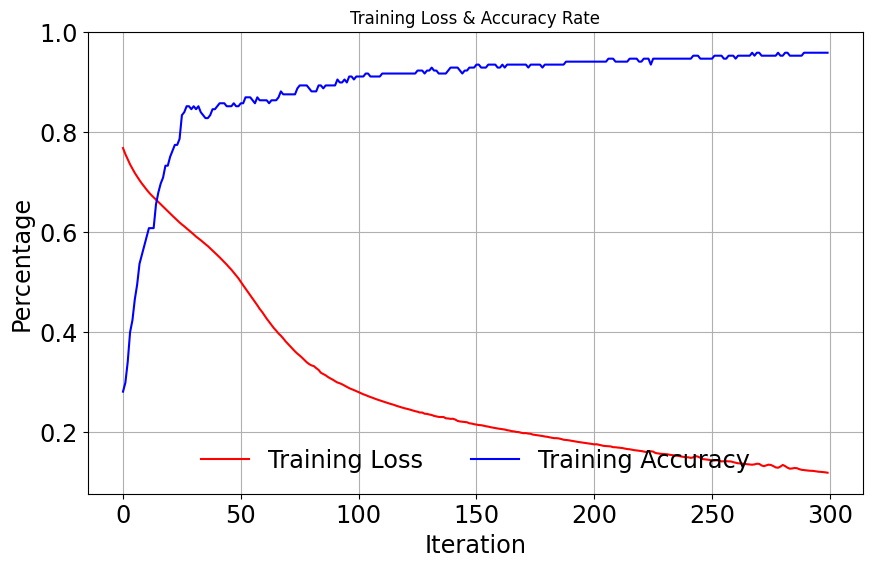 Training Loss & Accuracy Rate
1.0
0.8
0.6
0.4
0.2
Percentage
Training Loss
Training Accuracy
0 50 100 150 200 250 300
Iteration